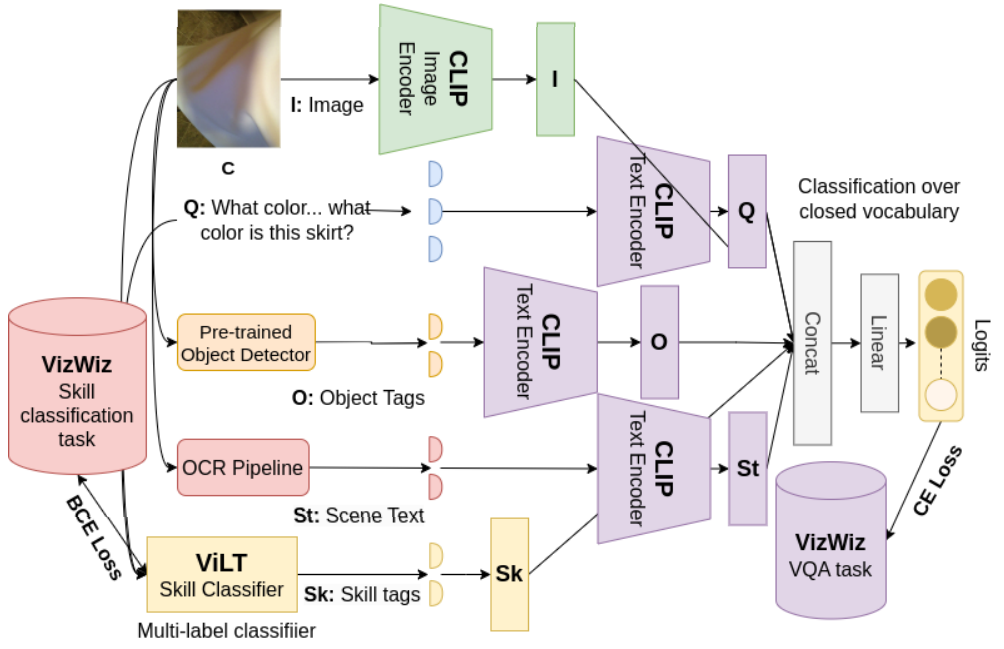 CLIP
Image
Encoder
I
I: Image
C
Q: What color... what
color is this skirt?
CLIP
Text Encoder
Q
Classification over
closed vocabulary
Pre-trained
Object Detector
O: Object Tags
CLIP
Text Encoder
O
Concat
Linear
Logits
VizWiz
Skill
classification
task
OCR Pipeline
St: Scene Text
CLIP
Text Encoder
St
CE Loss
VizWiz
VQA task
BCE Loss
ViLT
Skill Classifier
Sk: Skill tags
Sk
Multi-label classifiier